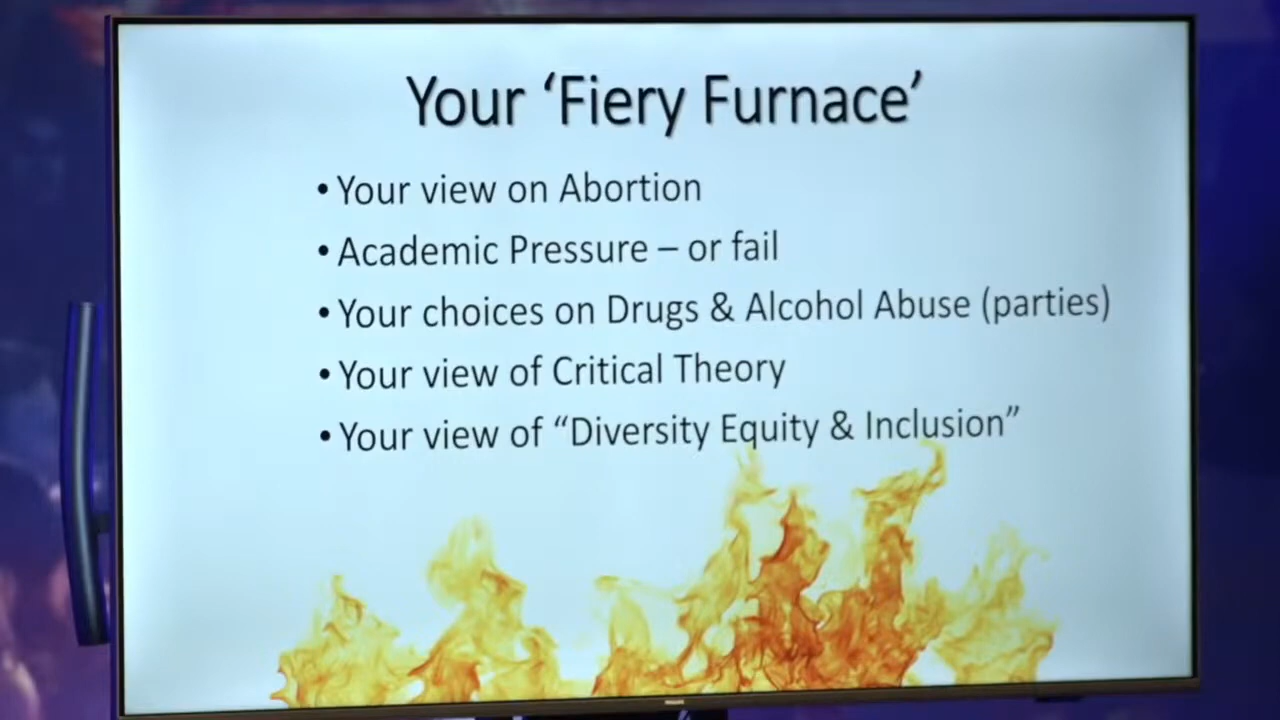 Your ‘Fiery Furnace’
• Your view on Abortion
• Academic Pressure – or fail
• Your choices on Drugs & Alcohol Abuse (parties)
• Your view of Critical Theory
• Your view of “Diversity Equity & Inclusion”
PHILIPS